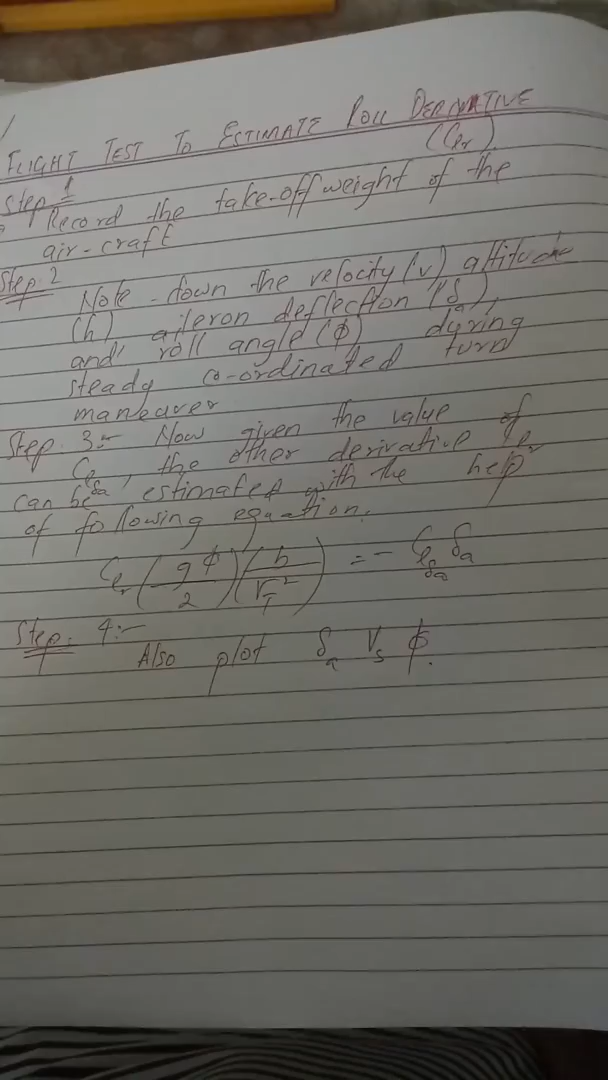 FLIGHT TEST TO ESTIMATE ROLL DERIVATIVE
(Clr).
Step 1
Record the take-off weight of the
air-craft
Step 2
Note-down the velocity (v) altitude
(h) aileron deflection (δa),
and roll angle (ϕ) during
steady co-ordinated turn
maneuver
Step 3:- Now given the value of
Clδa, the other derivative Clr
can be estimated with the help
of following equation.
Clr (gϕ/2)(b/VT²) = - Clδa δa
Step: 4:-
Also plot δa Vs ϕ.